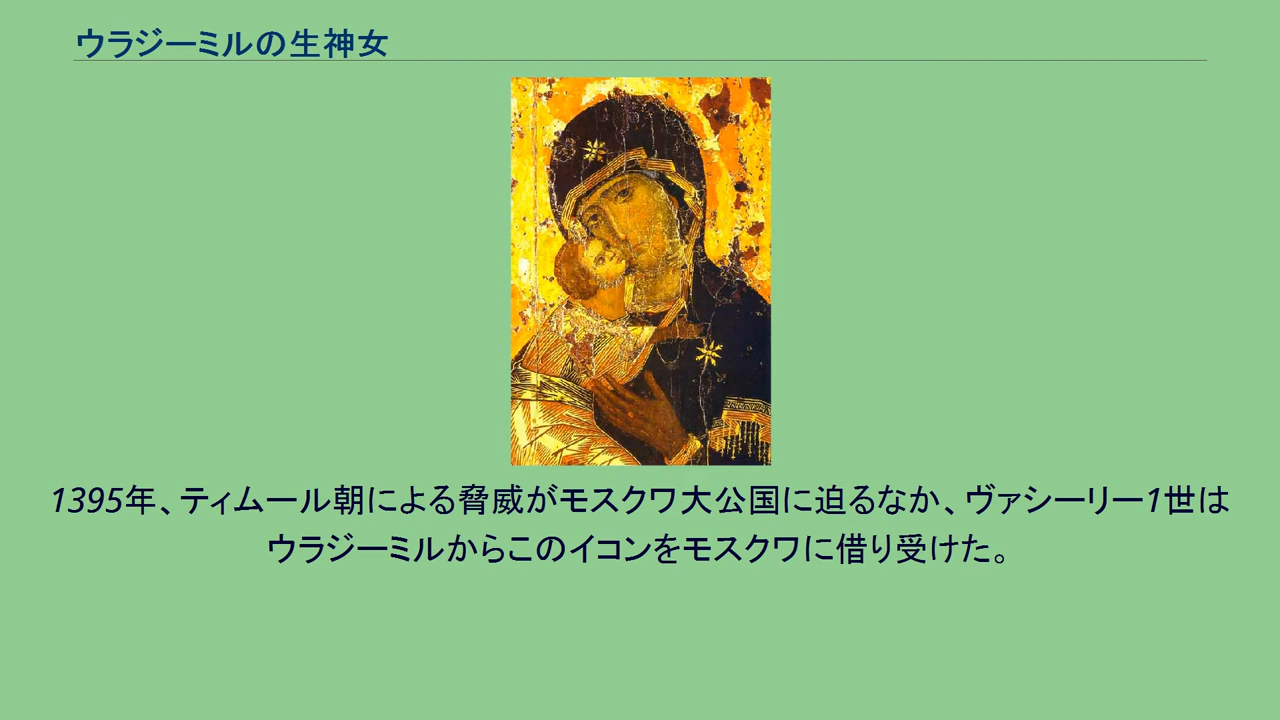 ウラジーミルの生神女
1395年、ティムール朝による脅威がモスクワ大公国に迫るなか、ヴァシーリー1世は
ウラジーミルからこのイコンをモスクワに借り受けた。